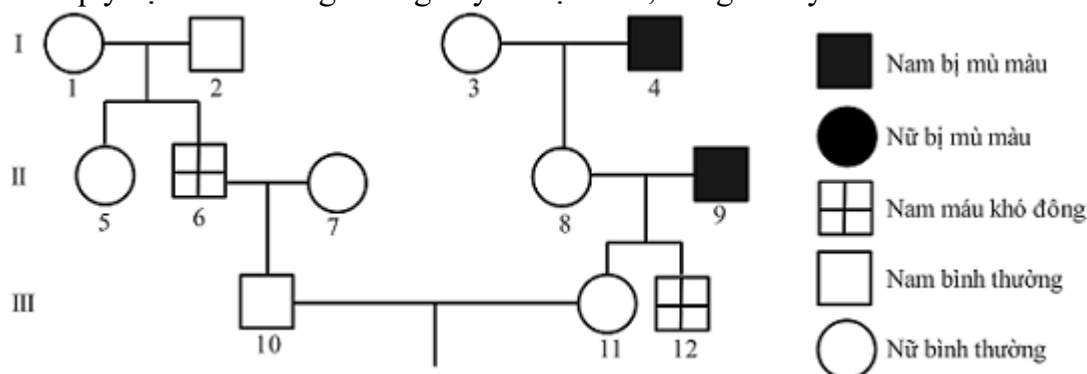 I
1
2
3
4
Nam bị mù màu
Nữ bị mù màu
II
5
6
7
8
9
Nam máu khó đông
Nam bình thường
III
10
11
12
Nữ bình thường